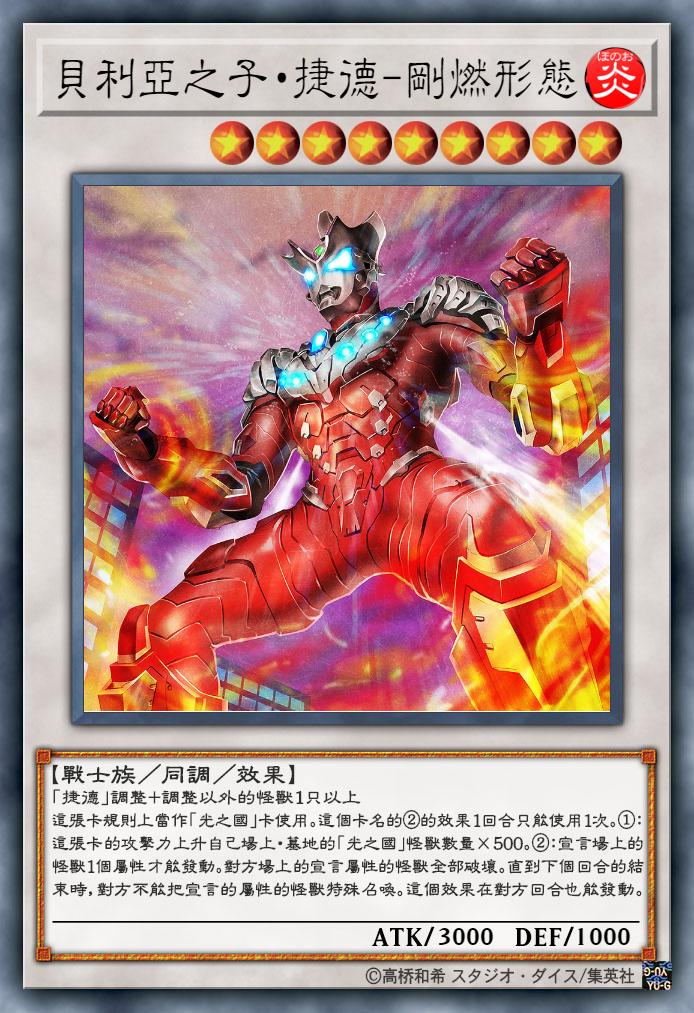 貝利亞之子·捷德-剛燃形態
ほのお
炎
【戰士族／同調／效果】
「捷德」調整+調整以外的怪獸1只以上
這張卡規則上當作「光之國」卡使用。這個卡名的②的效果1回合只能使用1次。①:
這張卡的攻擊力上升自己場上·墓地的「光之國」怪獸數量×500。②:宣言場上的
怪獸1個屬性才能發動。對方場上的宣言屬性的怪獸全部破壞。直到下個回合的結
束時,對方不能把宣言的屬性的怪獸特殊召喚。這個效果在對方回合也能發動。
ATK/3000 DEF/1000
©高桥和希 スタジオ・ダイス/集英社
YU-G